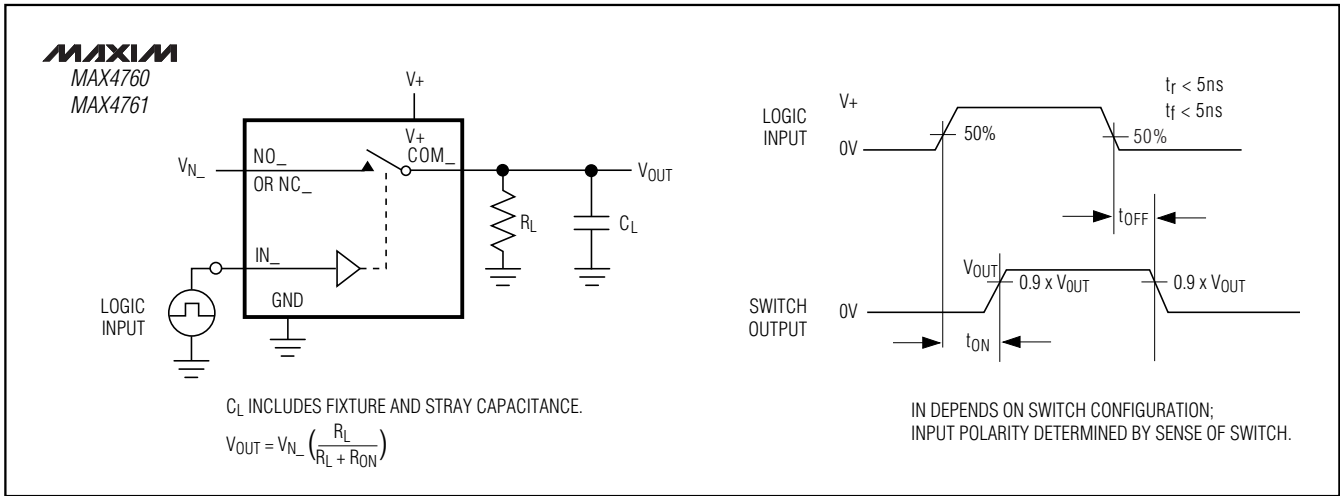 MAXIM
MAX4760
MAX4761
V+
V+
NO_
COM_
V_N_
OR NC_
V_OUT
R_L
C_L
IN_
GND
LOGIC
INPUT
C_L INCLUDES FIXTURE AND STRAY CAPACITANCE.
V_OUT = V_N_ (R_L / R_L + R_ON)
t_r < 5ns
t_f < 5ns
LOGIC
INPUT
V+
0V
50%
50%
t_OFF
V_OUT
0.9 x V_OUT
0.9 x V_OUT
SWITCH
OUTPUT
0V
t_ON
IN DEPENDS ON SWITCH CONFIGURATION;
INPUT POLARITY DETERMINED BY SENSE OF SWITCH.